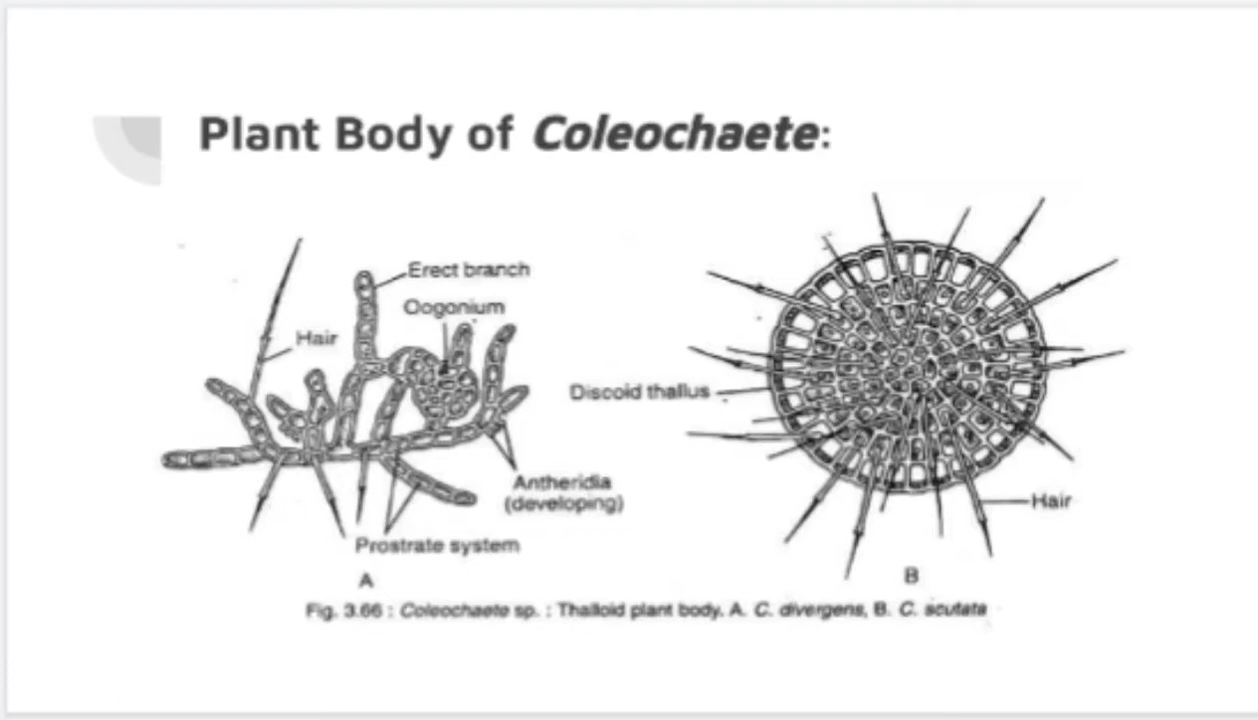 Plant Body of Coleochaete:
Erect branch
Oogonium
Hair
Antheridia
(developing)
Prostrate system
A
Discoid thallus
Hair
B
Fig. 3.66 : Coleochaete sp. : Thalloid plant body. A. C. divergens, B. C. scutata